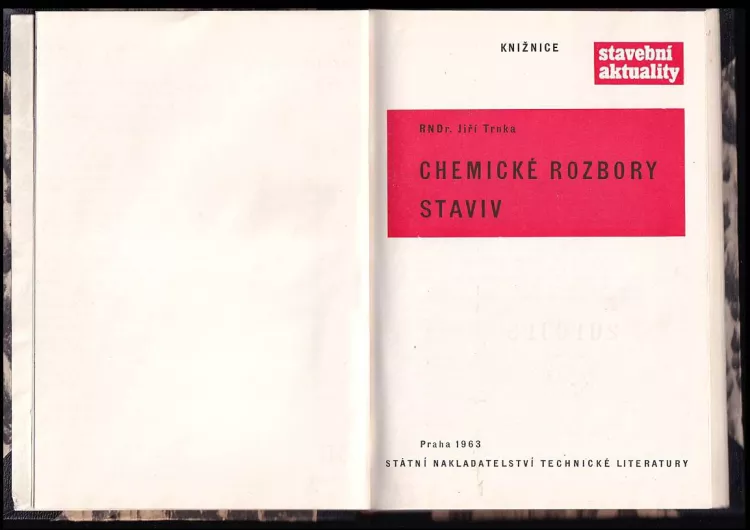 KNIŽNICE
stavební
aktuality
RNDr. Jiří Trnka
CHEMICKÉ ROZBORY
STAVIV
Praha 1963
STÁTNÍ NAKLADATELSTVÍ TECHNICKÉ LITERATURY